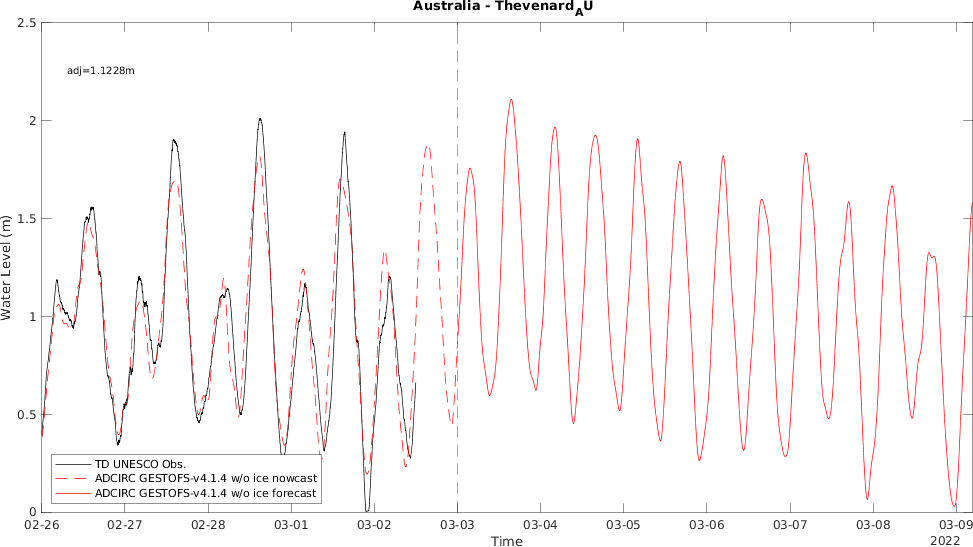 Australia - Thevenard_AU
adj=1.1228m
2.5
2
1.5
1
0.5
0
Water Level (m)
TD UNESCO Obs.
ADCIRC GESTOFS-v4.1.4 w/o ice nowcast
ADCIRC GESTOFS-v4.1.4 w/o ice forecast
02-26 02-27 02-28 03-01 03-02 03-03 03-04 03-05 03-06 03-07 03-08 03-09
Time
2022